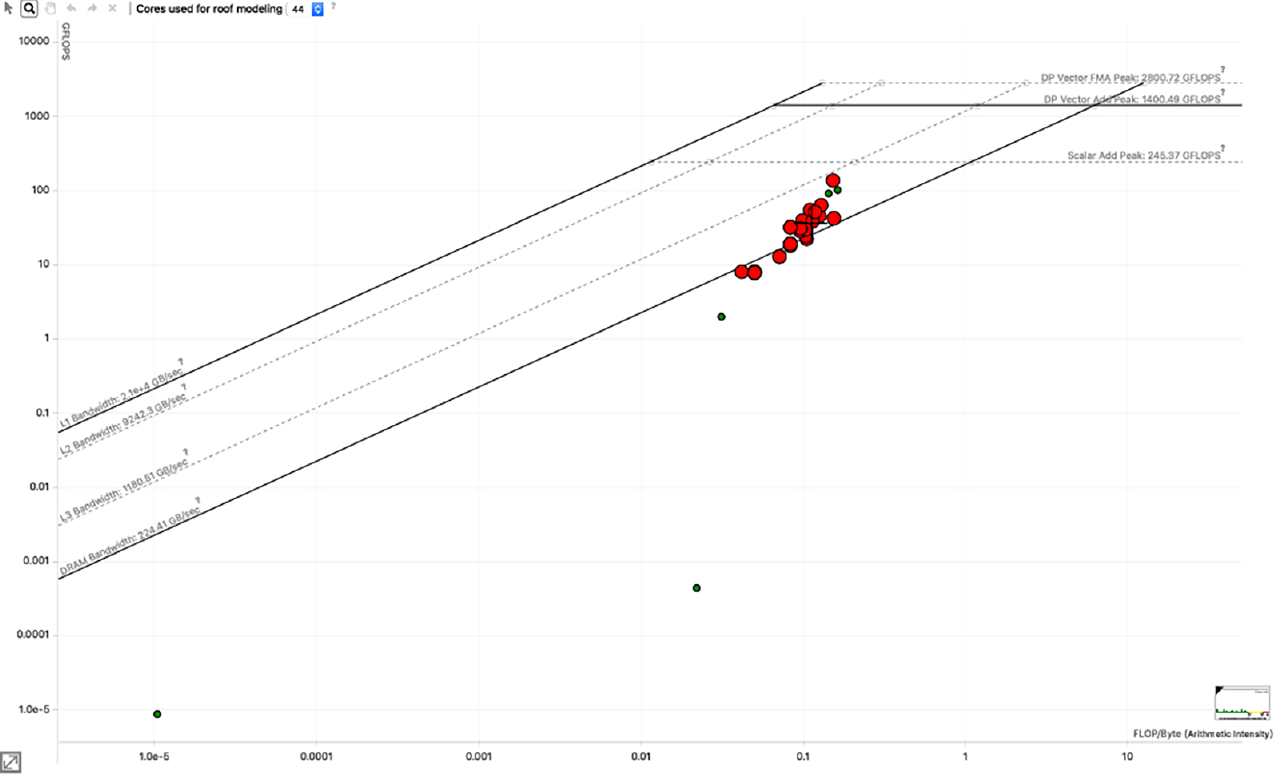 Cores used for roof modeling 44 ?
GFLOPS
10000
1000
100
10
1
0.1
0.01
0.001
0.0001
1.0e-5
DP Vector FMA Peak: 2800.72 GFLOPS ?
DP Vector Add Peak: 1400.49 GFLOPS ?
Scalar Add Peak: 245.37 GFLOPS ?
L1 Bandwidth: 2.1e+4 GB/sec ?
L2 Bandwidth: 9242.3 GB/sec ?
L3 Bandwidth: 1180.51 GB/sec ?
DRAM Bandwidth: 224.41 GB/sec ?
FLOP/Byte (Arithmetic Intensity)
1.0e-5 0.0001 0.001 0.01 0.1 1 10